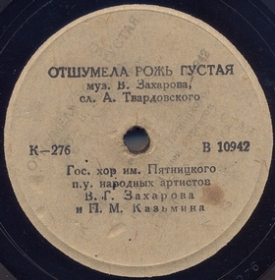 ОТШУМЕЛА РОЖЬ ГУСТАЯ
муз. В. Захарова,
сл. А. Твардовского
К—276 В 10942
Гос. хор им. Пятницкого
п.у. народных артистов
В. Г. Захарова
и П. М. Казьмина